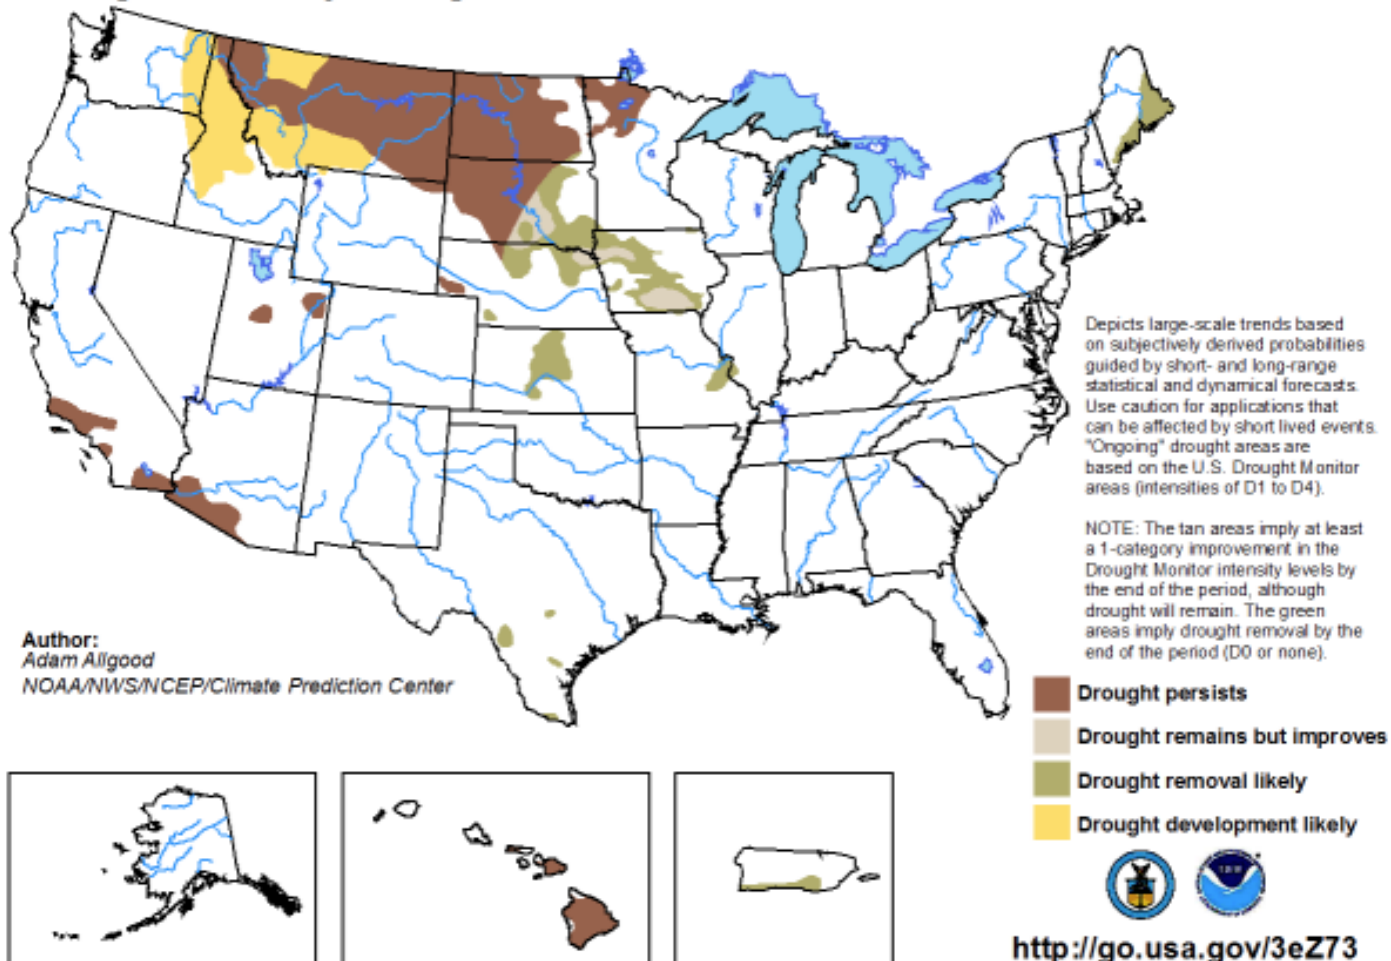 Depicts large-scale trends based
on subjectively derived probabilities
guided by short- and long-range
statistical and dynamical forecasts.
Use caution for applications that
can be affected by short lived events.
"Ongoing" drought areas are
based on the U.S. Drought Monitor
areas (intensities of D1 to D4).
NOTE: The tan areas imply at least
a 1-category improvement in the
Drought Monitor intensity levels by
the end of the period, although
drought will remain. The green
areas imply drought removal by the
end of the period (D0 or none).
Author:
Adam Allgood
NOAA/NWS/NCEP/Climate Prediction Center
Drought persists
Drought remains but improves
Drought removal likely
Drought development likely
http://go.usa.gov/3eZ73